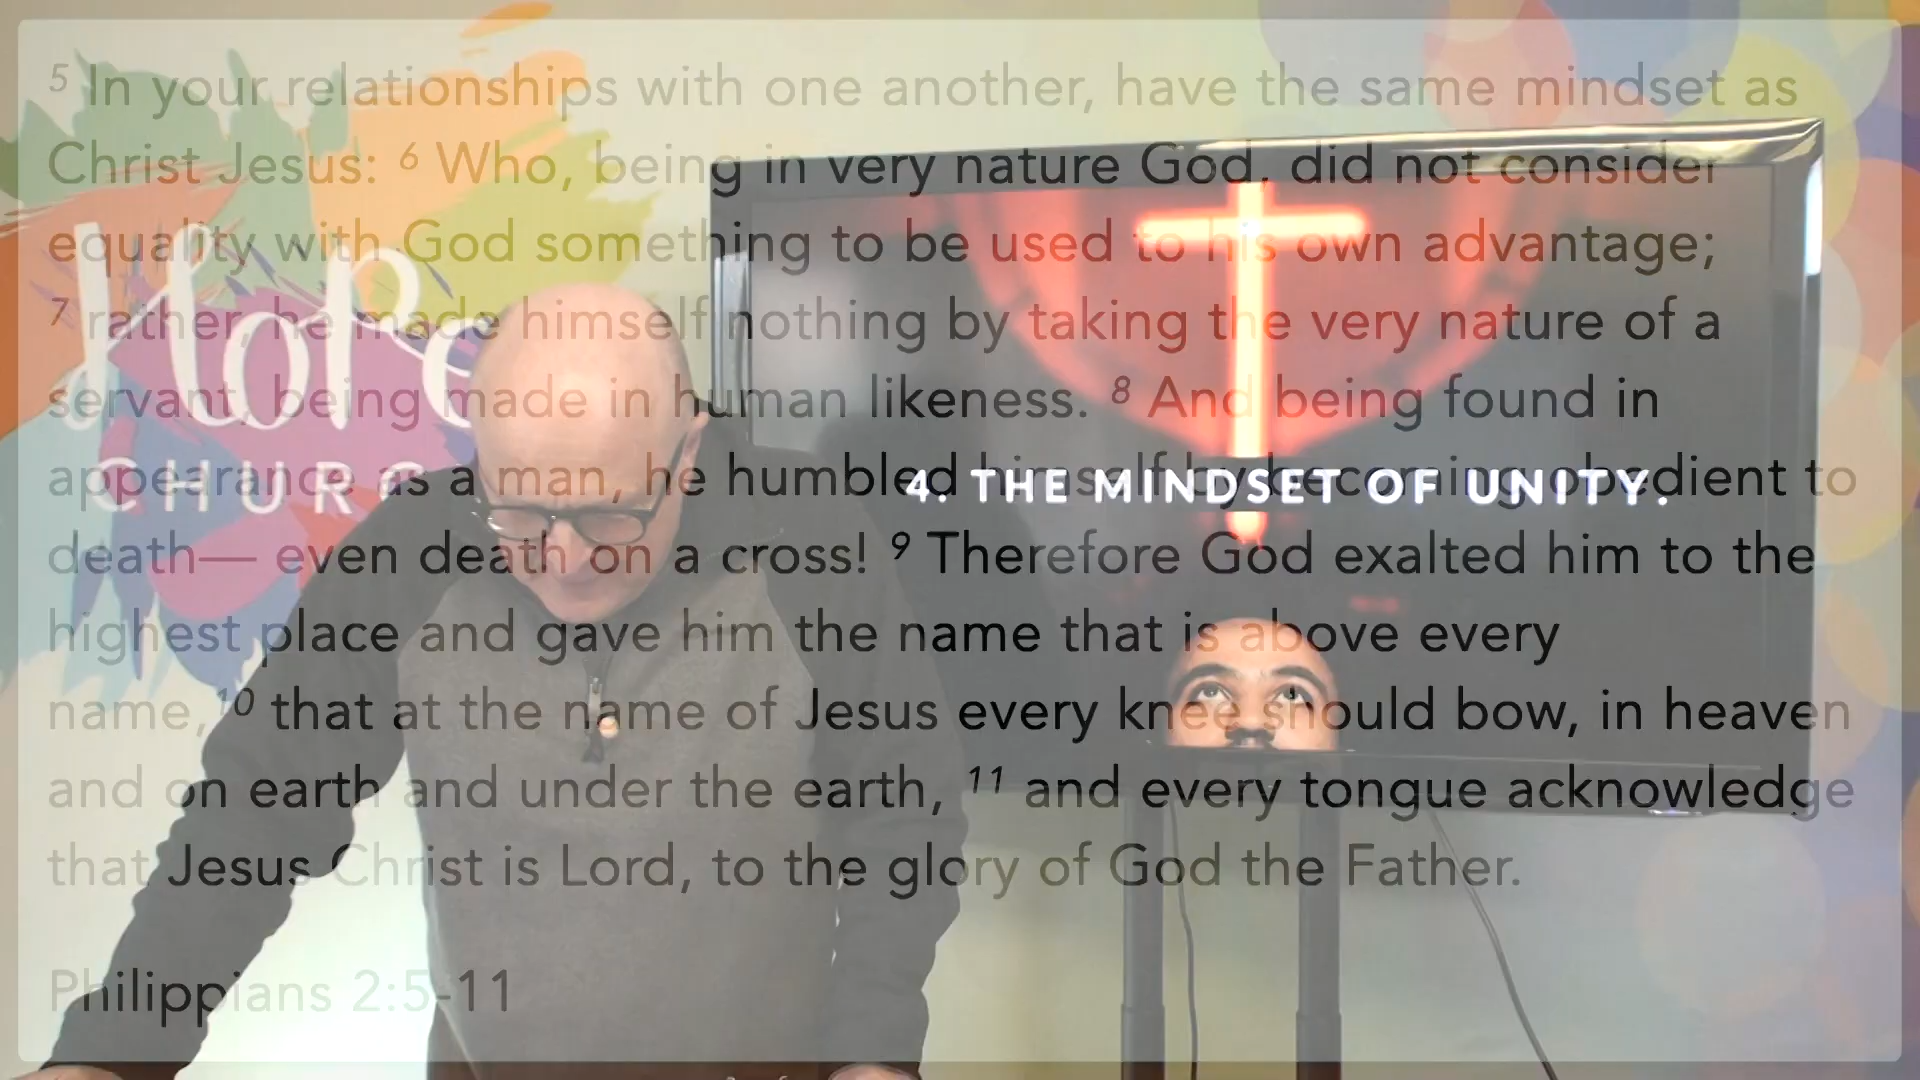 5 In your relationships with one another, have the same mindset as
Christ Jesus: 6 Who, being in very nature God, did not consider
equality with God something to be used to his own advantage;
7 rather, he made himself nothing by taking the very nature of a
servant, being made in human likeness. 8 And being found in
appearance as a man, he humbled himself by becoming obedient to
death— even death on a cross! 9 Therefore God exalted him to the
highest place and gave him the name that is above every
name,10 that at the name of Jesus every knee should bow, in heaven
and on earth and under the earth, 11 and every tongue acknowledge
that Jesus Christ is Lord, to the glory of God the Father.
Philippians 2:5-11
Hope
CHURC
4. THE MINDSET OF UNITY.